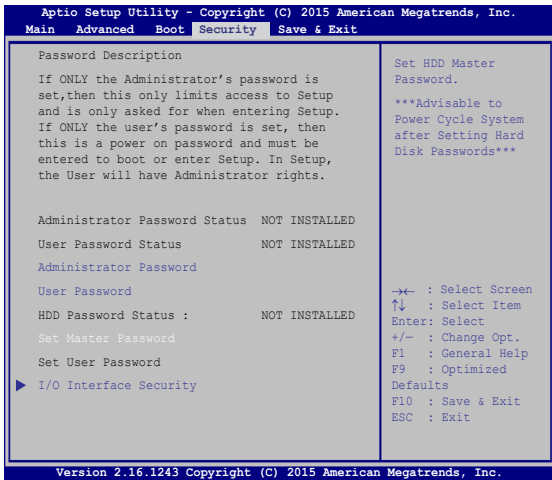 Aptio Setup Utility - Copyright (C) 2015 American Megatrends, Inc.
Main Advanced Boot Security Save & Exit
Password Description
If ONLY the Administrator's password is
set,then this only limits access to Setup
and is only asked for when entering Setup.
If ONLY the user's password is set, then
this is a power on password and must be
entered to boot or enter Setup. In Setup,
the User will have Administrator rights.
Administrator Password Status NOT INSTALLED
User Password Status NOT INSTALLED
Administrator Password
User Password
HDD Password Status : NOT INSTALLED
Set Master Password
Set User Password
I/O Interface Security
Set HDD Master
Password.
***Advisable to
Power Cycle System
after Setting Hard
Disk Passwords***
→← : Select Screen
↑↓ : Select Item
Enter: Select
+/— : Change Opt.
F1 : General Help
F9 : Optimized
Defaults
F10 : Save & Exit
ESC : Exit
Version 2.16.1243 Copyright (C) 2015 American Megatrends, Inc.